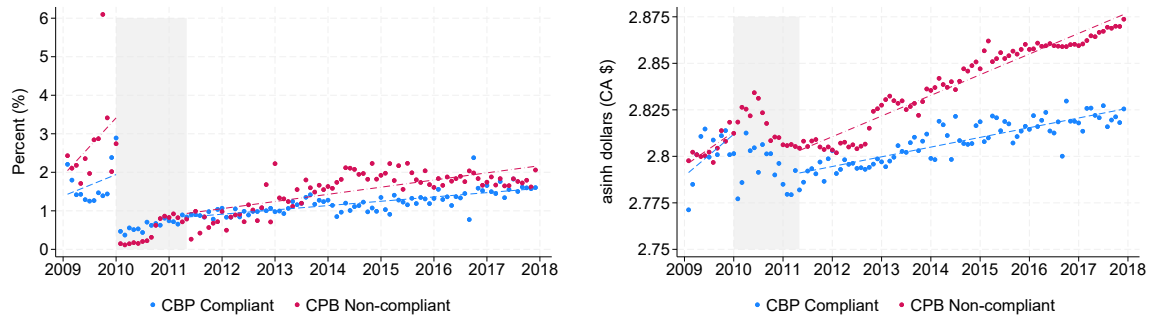 6
5
4
3
2
1
0
Percent (%)
2009 2010 2011 2012 2013 2014 2015 2016 2017 2018
CBP Compliant CPB Non-compliant
2.875
2.85
2.825
2.8
2.775
2.75
asinh dollars (CA $)
2009 2010 2011 2012 2013 2014 2015 2016 2017 2018
CBP Compliant CPB Non-compliant